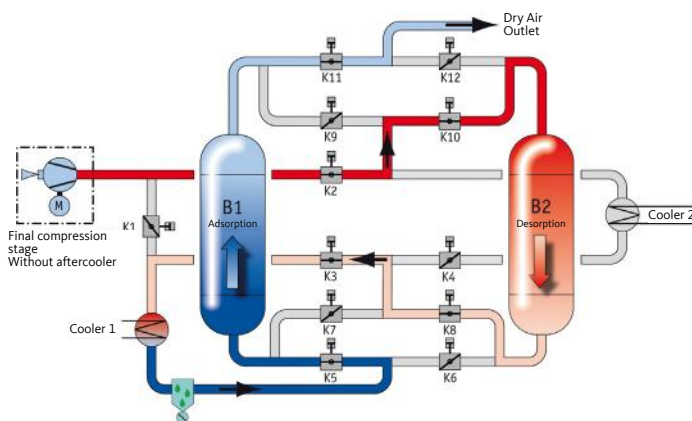 Dry Air
Outlet
K11
K12
K9
K10
K2
B1
Adsorption
B2
Desorption
M
K1
Final compression
stage
Without aftercooler
Cooler 2
K3
K4
Cooler 1
K7
K8
K5
K6